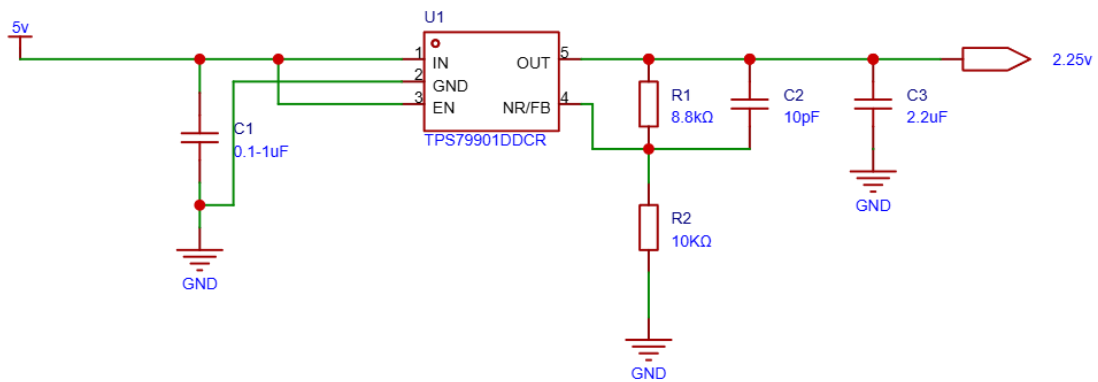 5v
U1
1
IN
OUT
5
2.25v
2
GND
3
EN
NR/FB
4
TPS79901DDCR
R1
8.8kΩ
C2
10pF
C3
2.2uF
C1
0.1-1uF
GND
R2
10KΩ
GND
GND